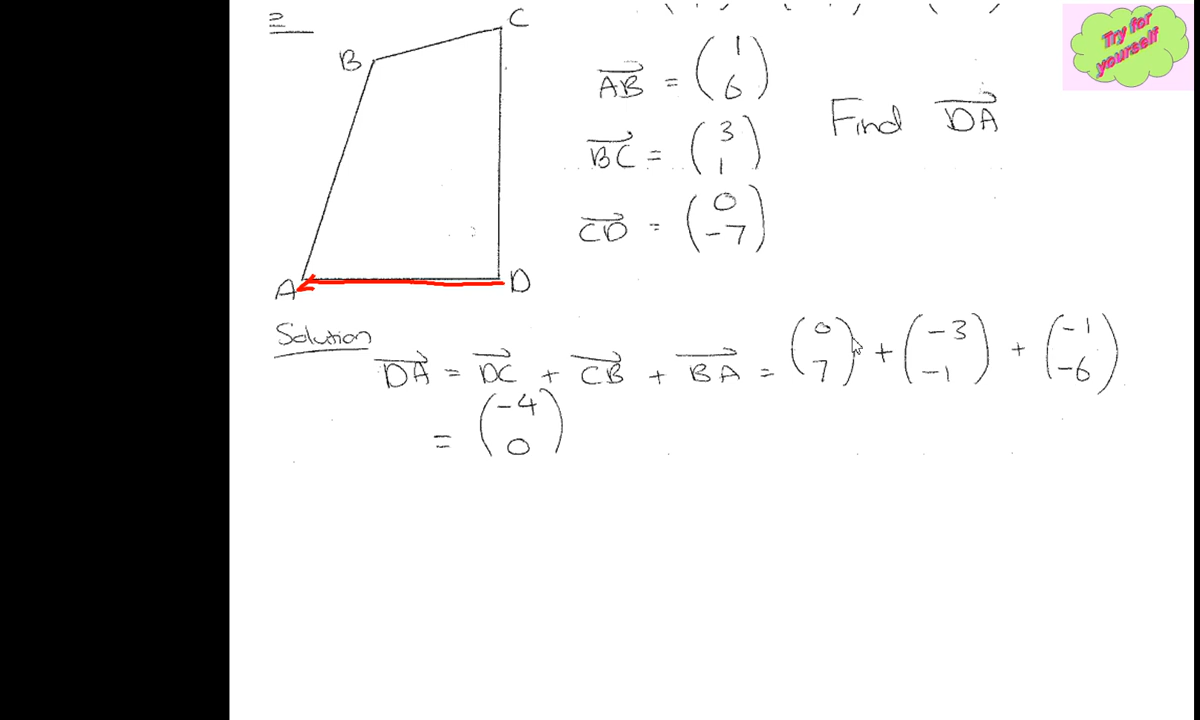 2
C
B
Try for
yourself
AB = (1
6)
Find DA
BC = (3
1)
CD = (0
-7)
A
D
Solution
DA = DC + CB + BA = (0
7) + (-3
-1) + (-1
-6)
= (-4
0)